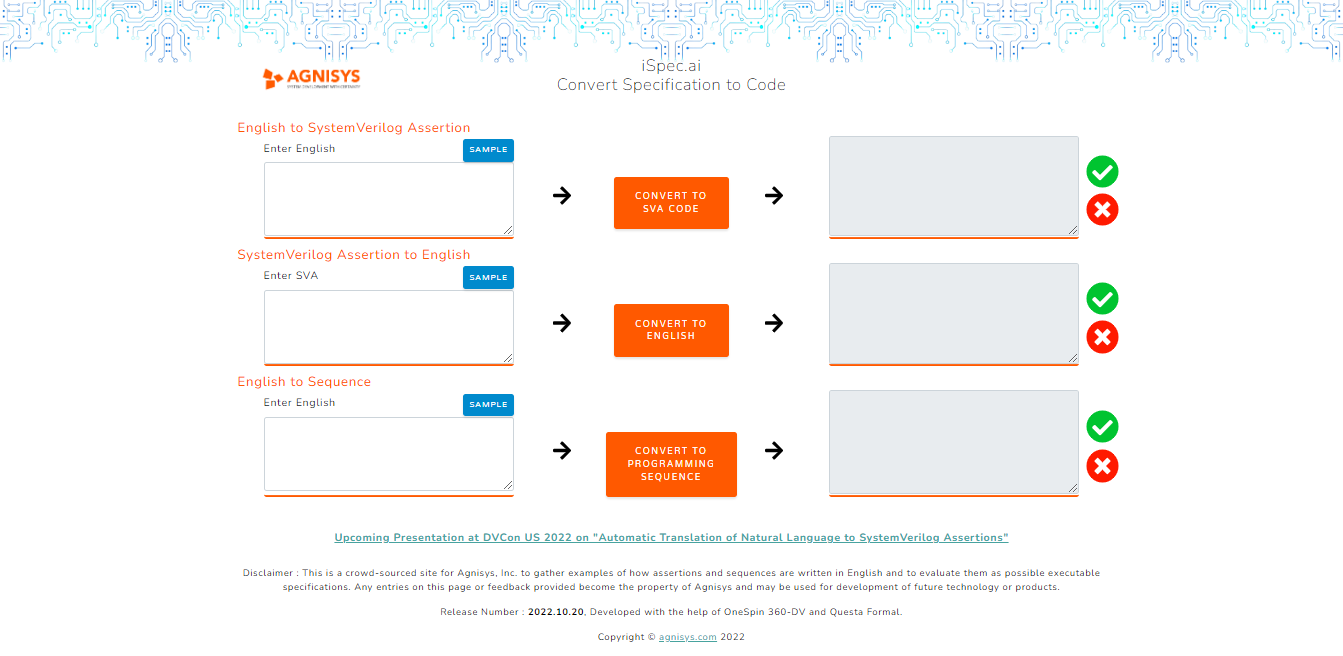 iSpec.ai
AGNISYS
Convert Specification to Code
English to SystemVerilog Assertion
Enter English
SAMPLE
CONVERT TO
SVA CODE
SystemVerilog Assertion to English
Enter SVA
SAMPLE
CONVERT TO
ENGLISH
English to Sequence
Enter English
SAMPLE
CONVERT TO
PROGRAMMING
SEQUENCE
Upcoming Presentation at DVCon US 2022 on "Automatic Translation of Natural Language to SystemVerilog Assertions"
Disclaimer : This is a crowd-sourced site for Agnisys, Inc. to gather examples of how assertions and sequences are written in English and to evaluate them as possible executable
specifications. Any entries on this page or feedback provided become the property of Agnisys and may be used for development of future technology or products.
Release Number : 2022.10.20, Developed with the help of OneSpin 360-DV and Questa Formal.
Copyright © agnisys.com 2022